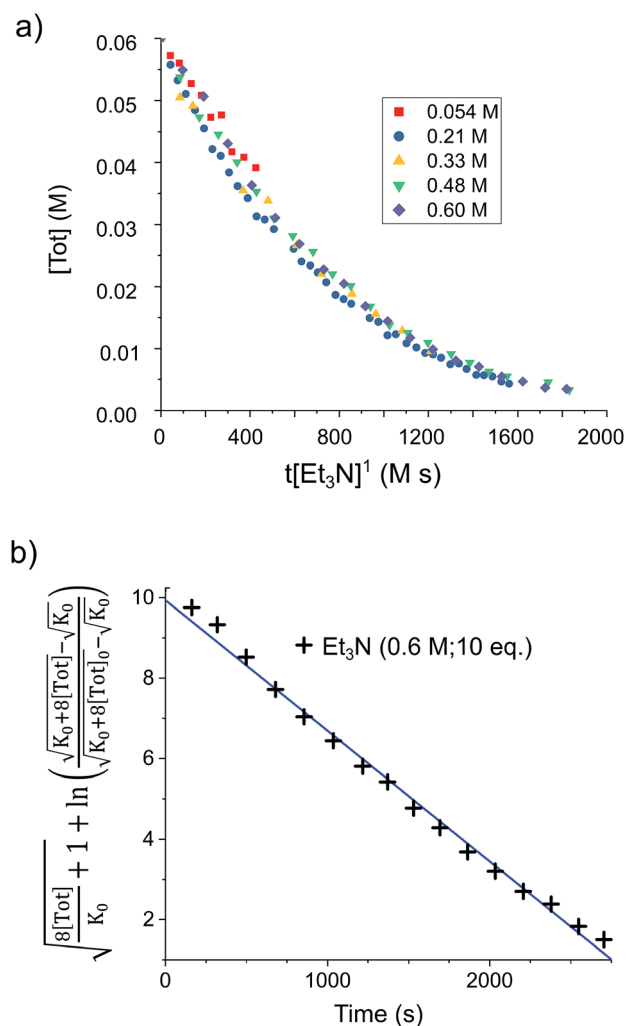 a)
0.06
0.05
0.04
0.03
0.02
0.01
0.00
[Tot] (M)
0.054 M
0.21 M
0.33 M
0.48 M
0.60 M
0
400
800
1200
1600
2000
t[Et₃N]¹ (M s)
b)
√(8[Tot]/K₀ + 1) + ln((√(K₀+8[Tot])−√K₀)/(√(K₀+8[Tot]₀)−√K₀))
10
8
6
4
2
Et₃N (0.6 M;10 eq.)
0
1000
2000
Time (s)